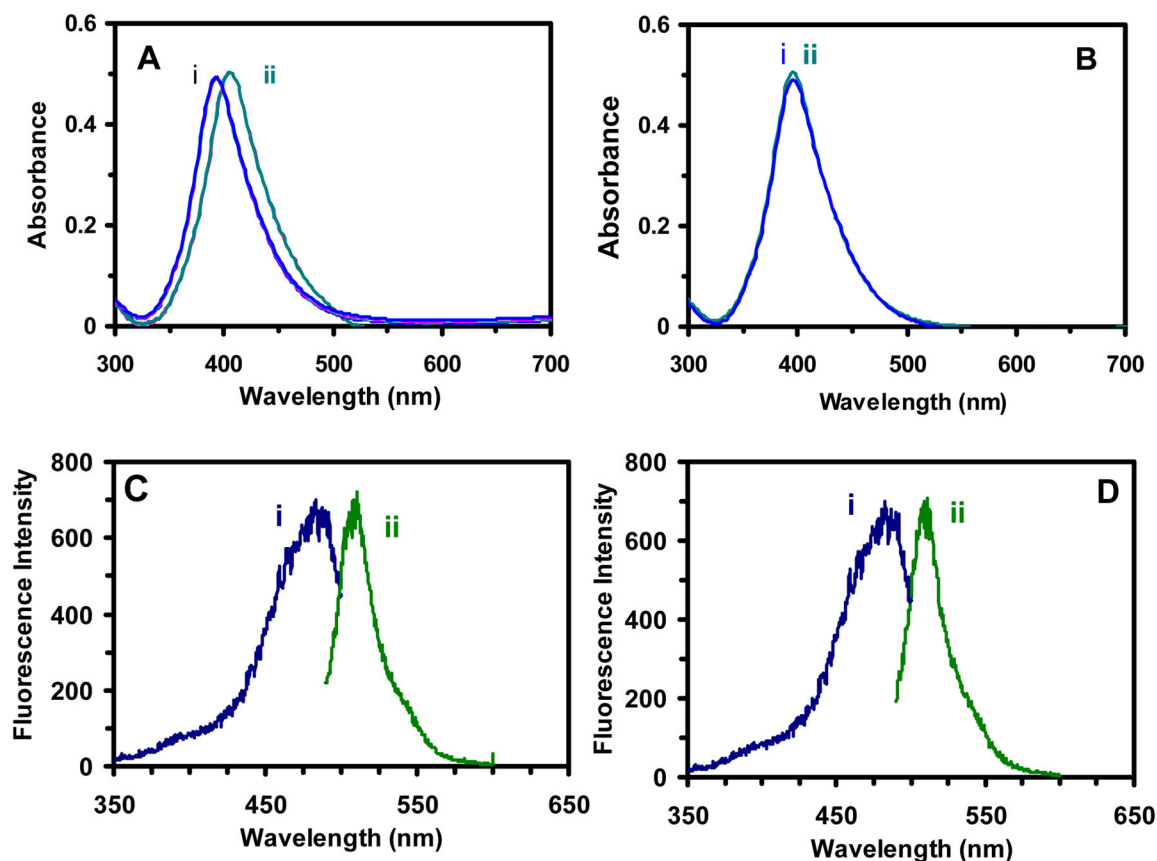 A
i
ii
Absorbance
0.6
0.4
0.2
0
300 400 500 600 700
Wavelength (nm)
B
i ii
Absorbance
0.6
0.4
0.2
0
300 400 500 600 700
Wavelength (nm)
C
i
ii
Fluorescence Intensity
800
600
400
200
0
350 450 550 650
Wavelength (nm)
D
i
ii
Fluorescence Intensity
800
600
400
200
0
350 450 550 650
Wavelength (nm)